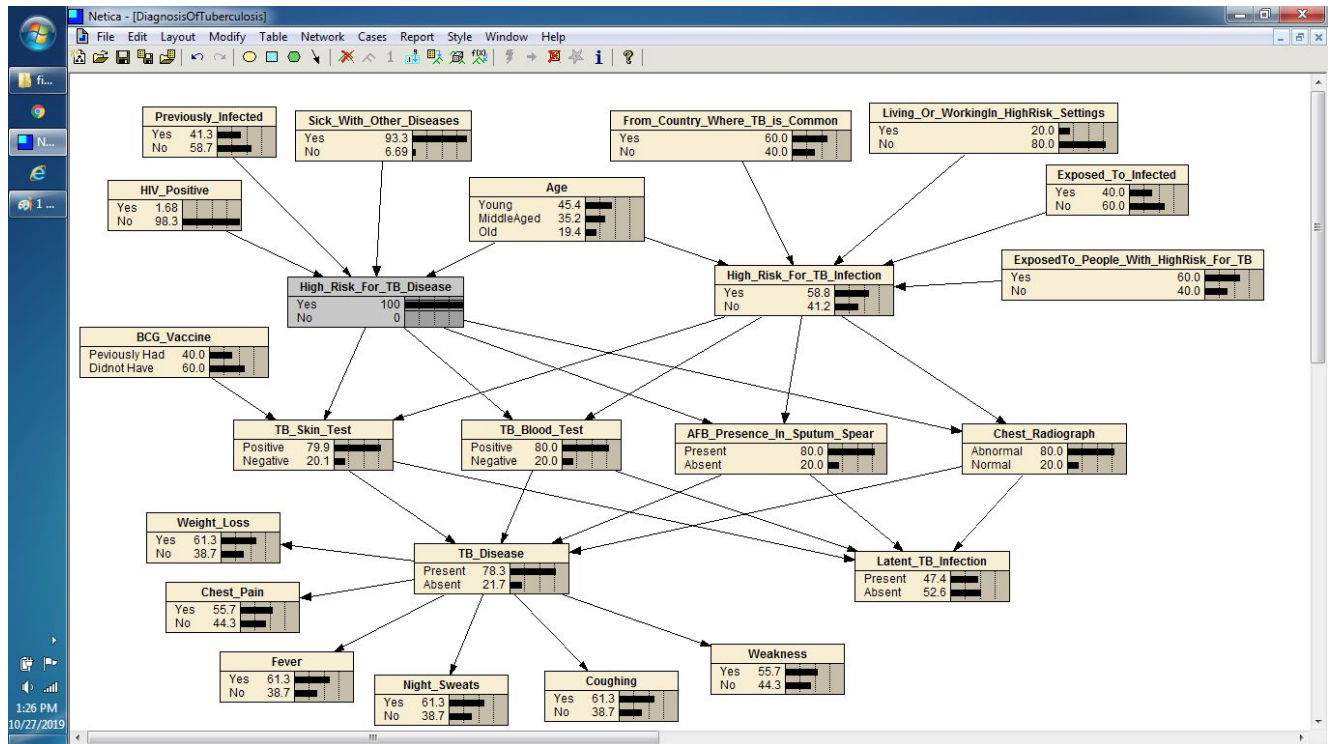 Netica - [DiagnosisOfTuberculosis]
File Edit Layout Modify Table Network Cases Report Style Window Help
fi...
N...
1 ...
Previously_Infected
Yes 41.3
No 58.7
Sick_With_Other_Diseases
Yes 93.3
No 6.69
From_Country_Where_TB_is_Common
Yes 60.0
No 40.0
Living_Or_WorkingIn_HighRisk_Settings
Yes 20.0
No 80.0
HIV_Positive
Yes 1.68
No 98.3
Age
Young 45.4
MiddleAged 35.2
Old 19.4
Exposed_To_Infected
Yes 40.0
No 60.0
High_Risk_For_TB_Disease
Yes 100
No 0
High_Risk_For_TB_Infection
Yes 58.8
No 41.2
ExposedTo_People_With_HighRisk_For_TB
Yes 60.0
No 40.0
BCG_Vaccine
Peviously Had 40.0
Didnot Have 60.0
TB_Skin_Test
Positive 79.9
Negative 20.1
TB_Blood_Test
Positive 80.0
Negative 20.0
AFB_Presence_In_Sputum_Spear
Present 80.0
Absent 20.0
Chest_Radiograph
Abnormal 80.0
Normal 20.0
Weight_Loss
Yes 61.3
No 38.7
TB_Disease
Present 78.3
Absent 21.7
Latent_TB_Infection
Present 47.4
Absent 52.6
Chest_Pain
Yes 55.7
No 44.3
Fever
Yes 61.3
No 38.7
Night_Sweats
Yes 61.3
No 38.7
Coughing
Yes 61.3
No 38.7
Weakness
Yes 55.7
No 44.3
1:26 PM
10/27/2019